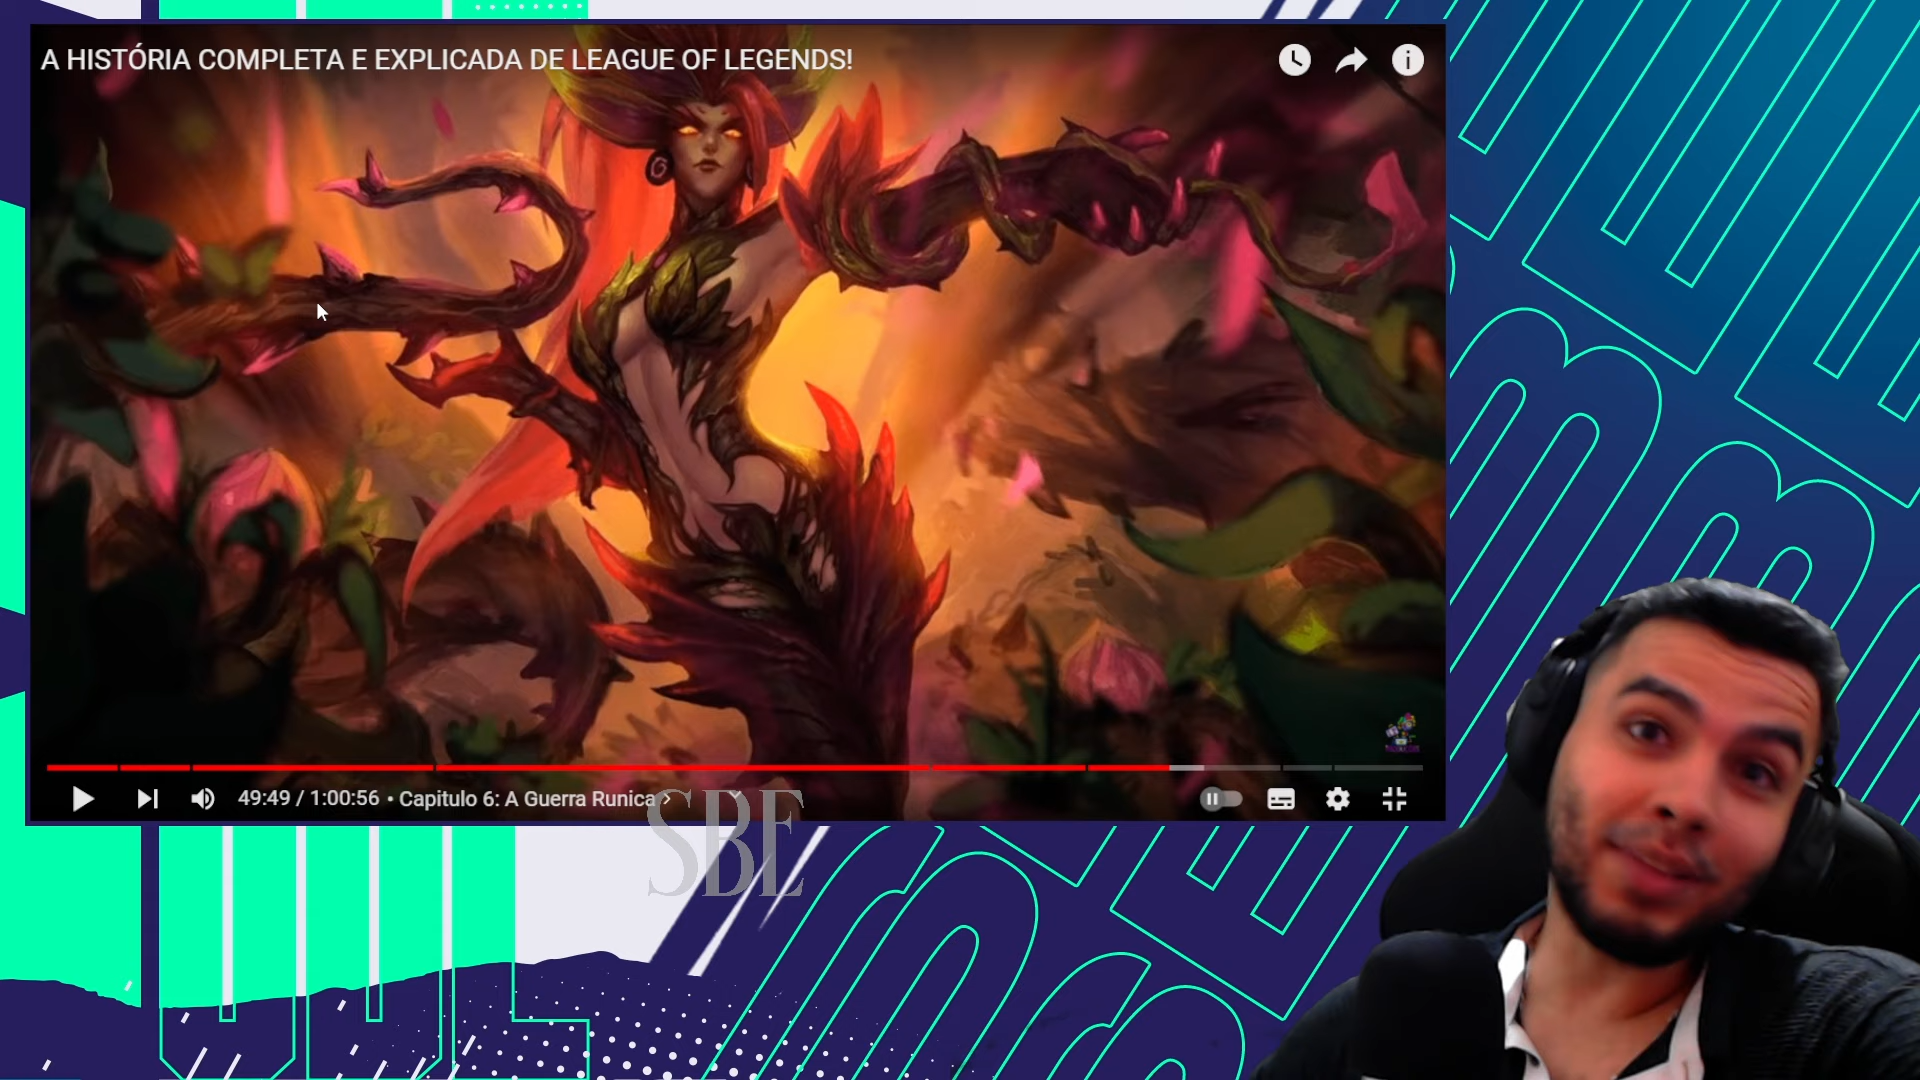 A HISTÓRIA COMPLETA E EXPLICADA DE LEAGUE OF LEGENDS!
49:49 / 1:00:56 • Capitulo 6: A Guerra Runica
SBE